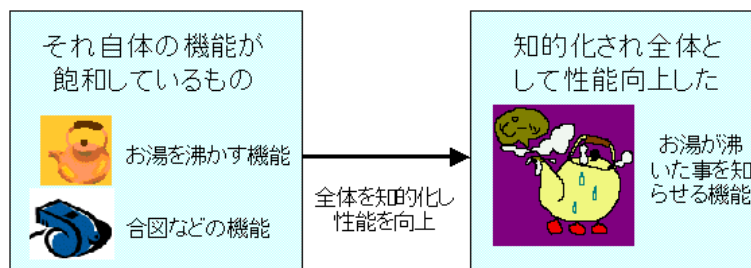 それ自体の機能が
飽和しているもの
お湯を沸かす機能
合図などの機能
全体を知的化し
性能を向上
知的化され全体と
して性能向上した
お湯が沸
いた事を知
らせる機能